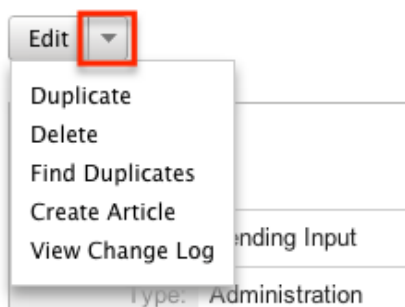 Edit
Duplicate
Delete
Find Duplicates
Create Article
View Change Log
ending Input
Type: Administration